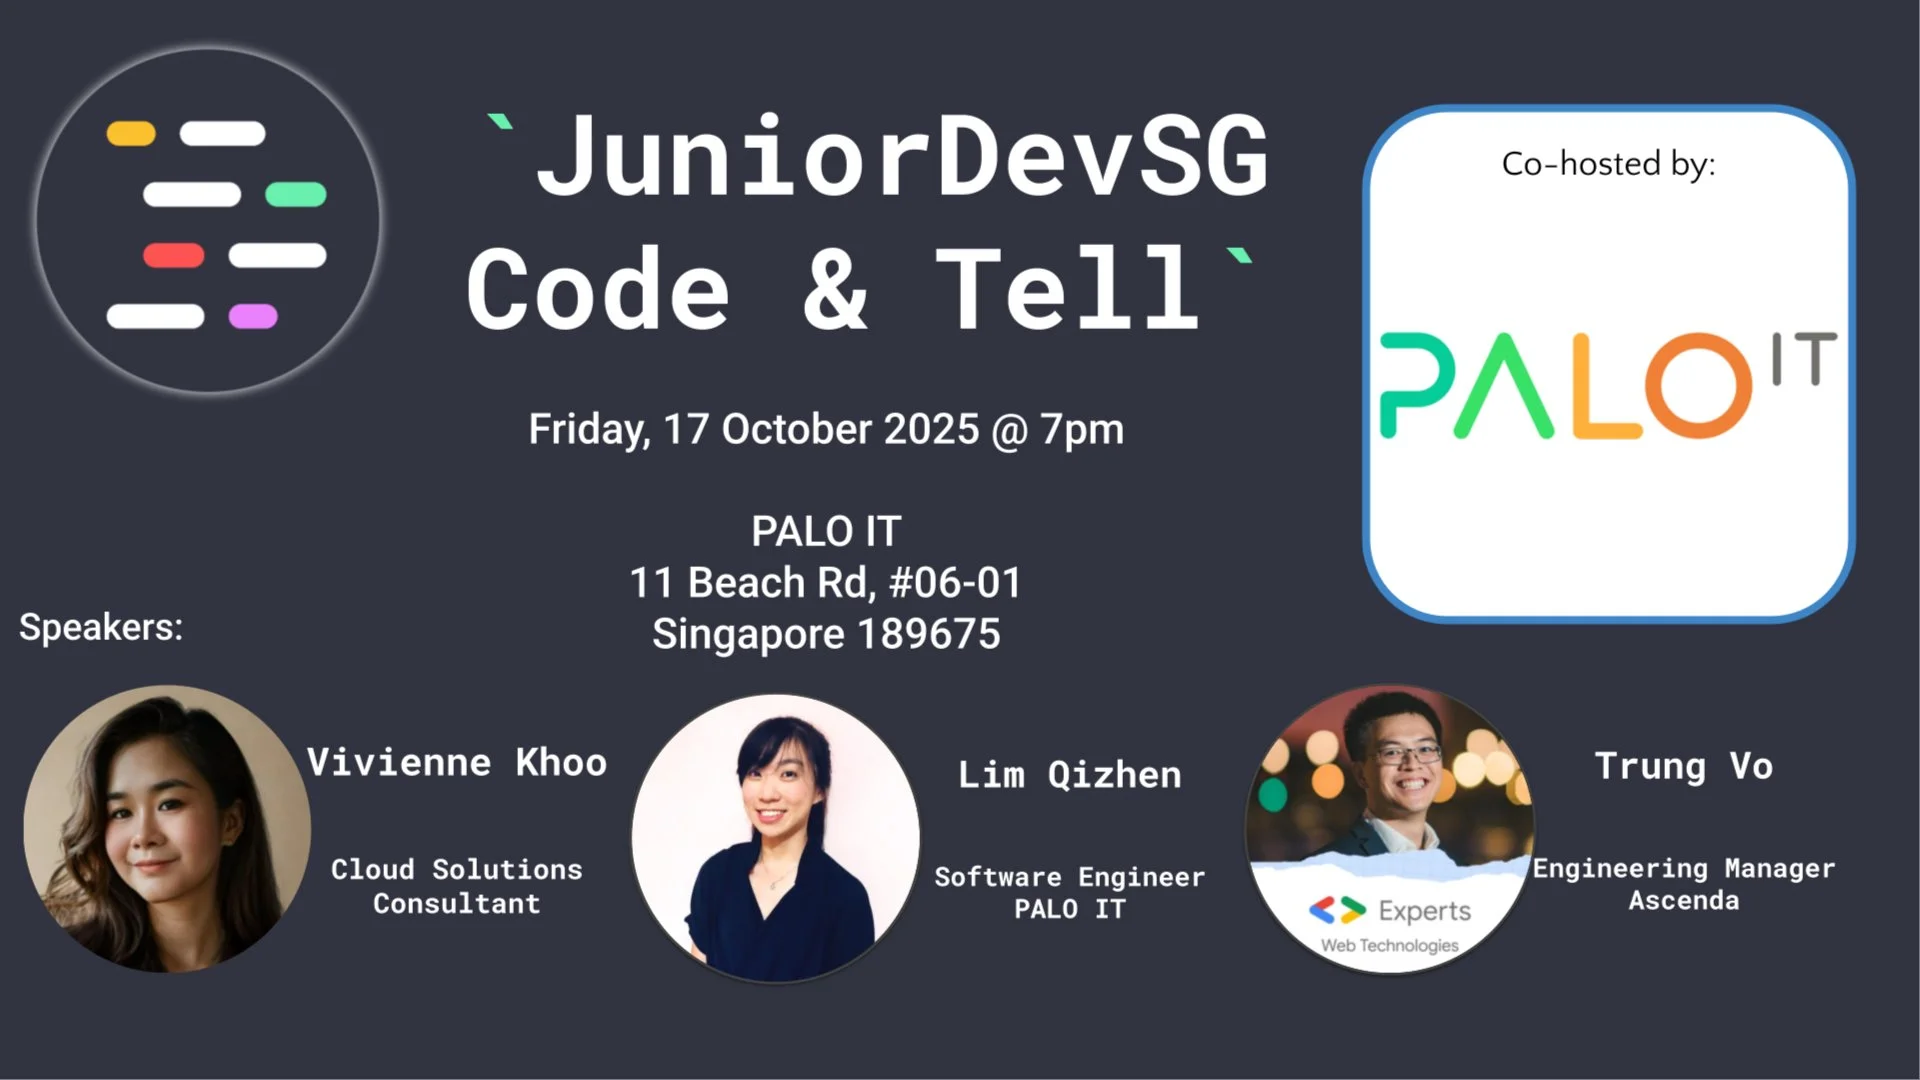 `JuniorDevSG
Code & Tell`
Co-hosted by:
PALO IT
Friday, 17 October 2025 @ 7pm
PALO IT
11 Beach Rd, #06-01
Singapore 189675
Speakers:
Vivienne Khoo
Cloud Solutions
Consultant
Lim Qizhen
Software Engineer
PALO IT
Trung Vo
Engineering Manager
Ascenda
Experts
Web Technologies